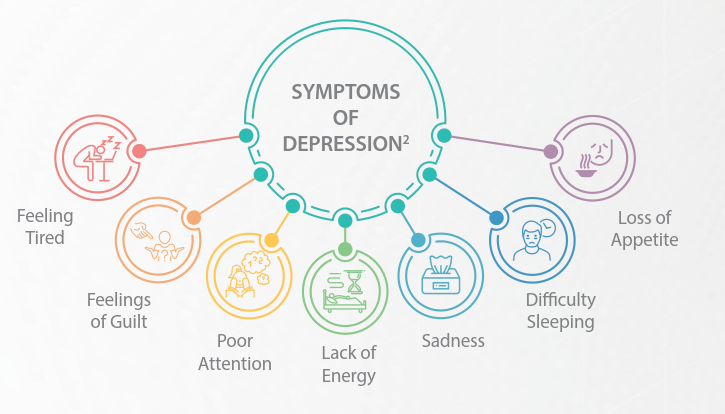 SYMPTOMS
OF
DEPRESSION²
zzz
Feeling
Tired
Feelings
of Guilt
Poor
Attention
Lack of
Energy
Sadness
Difficulty
Sleeping
Loss of
Appetite